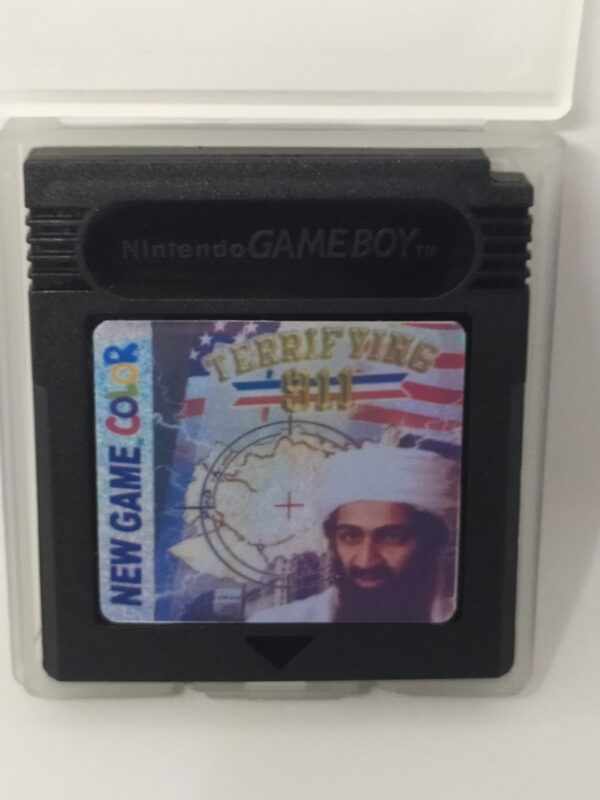 Nintendo GAME BOY TM
TERRIFYING
911
NEW GAME COLOR